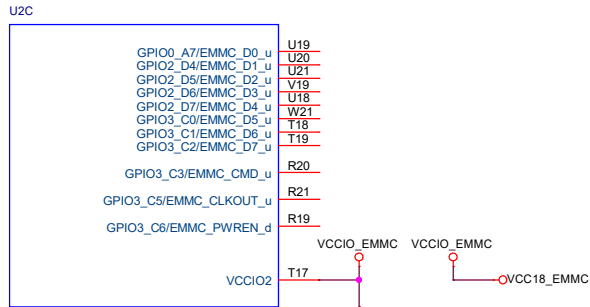 U2C
GPIO0_A7/EMMC_D0_u U19
GPIO2_D4/EMMC_D1_u U20
GPIO2_D5/EMMC_D2_u U21
GPIO2_D6/EMMC_D3_u V19
GPIO2_D7/EMMC_D4_u U18
GPIO3_C0/EMMC_D5_u W21
GPIO3_C1/EMMC_D6_u T18
GPIO3_C2/EMMC_D7_u T19
GPIO3_C3/EMMC_CMD_u R20
GPIO3_C5/EMMC_CLKOUT_u R21
GPIO3_C6/EMMC_PWREN_d R19
VCCIO_EMMC VCCIO_EMMC
VCCIO2 T17 VCC18_EMMC